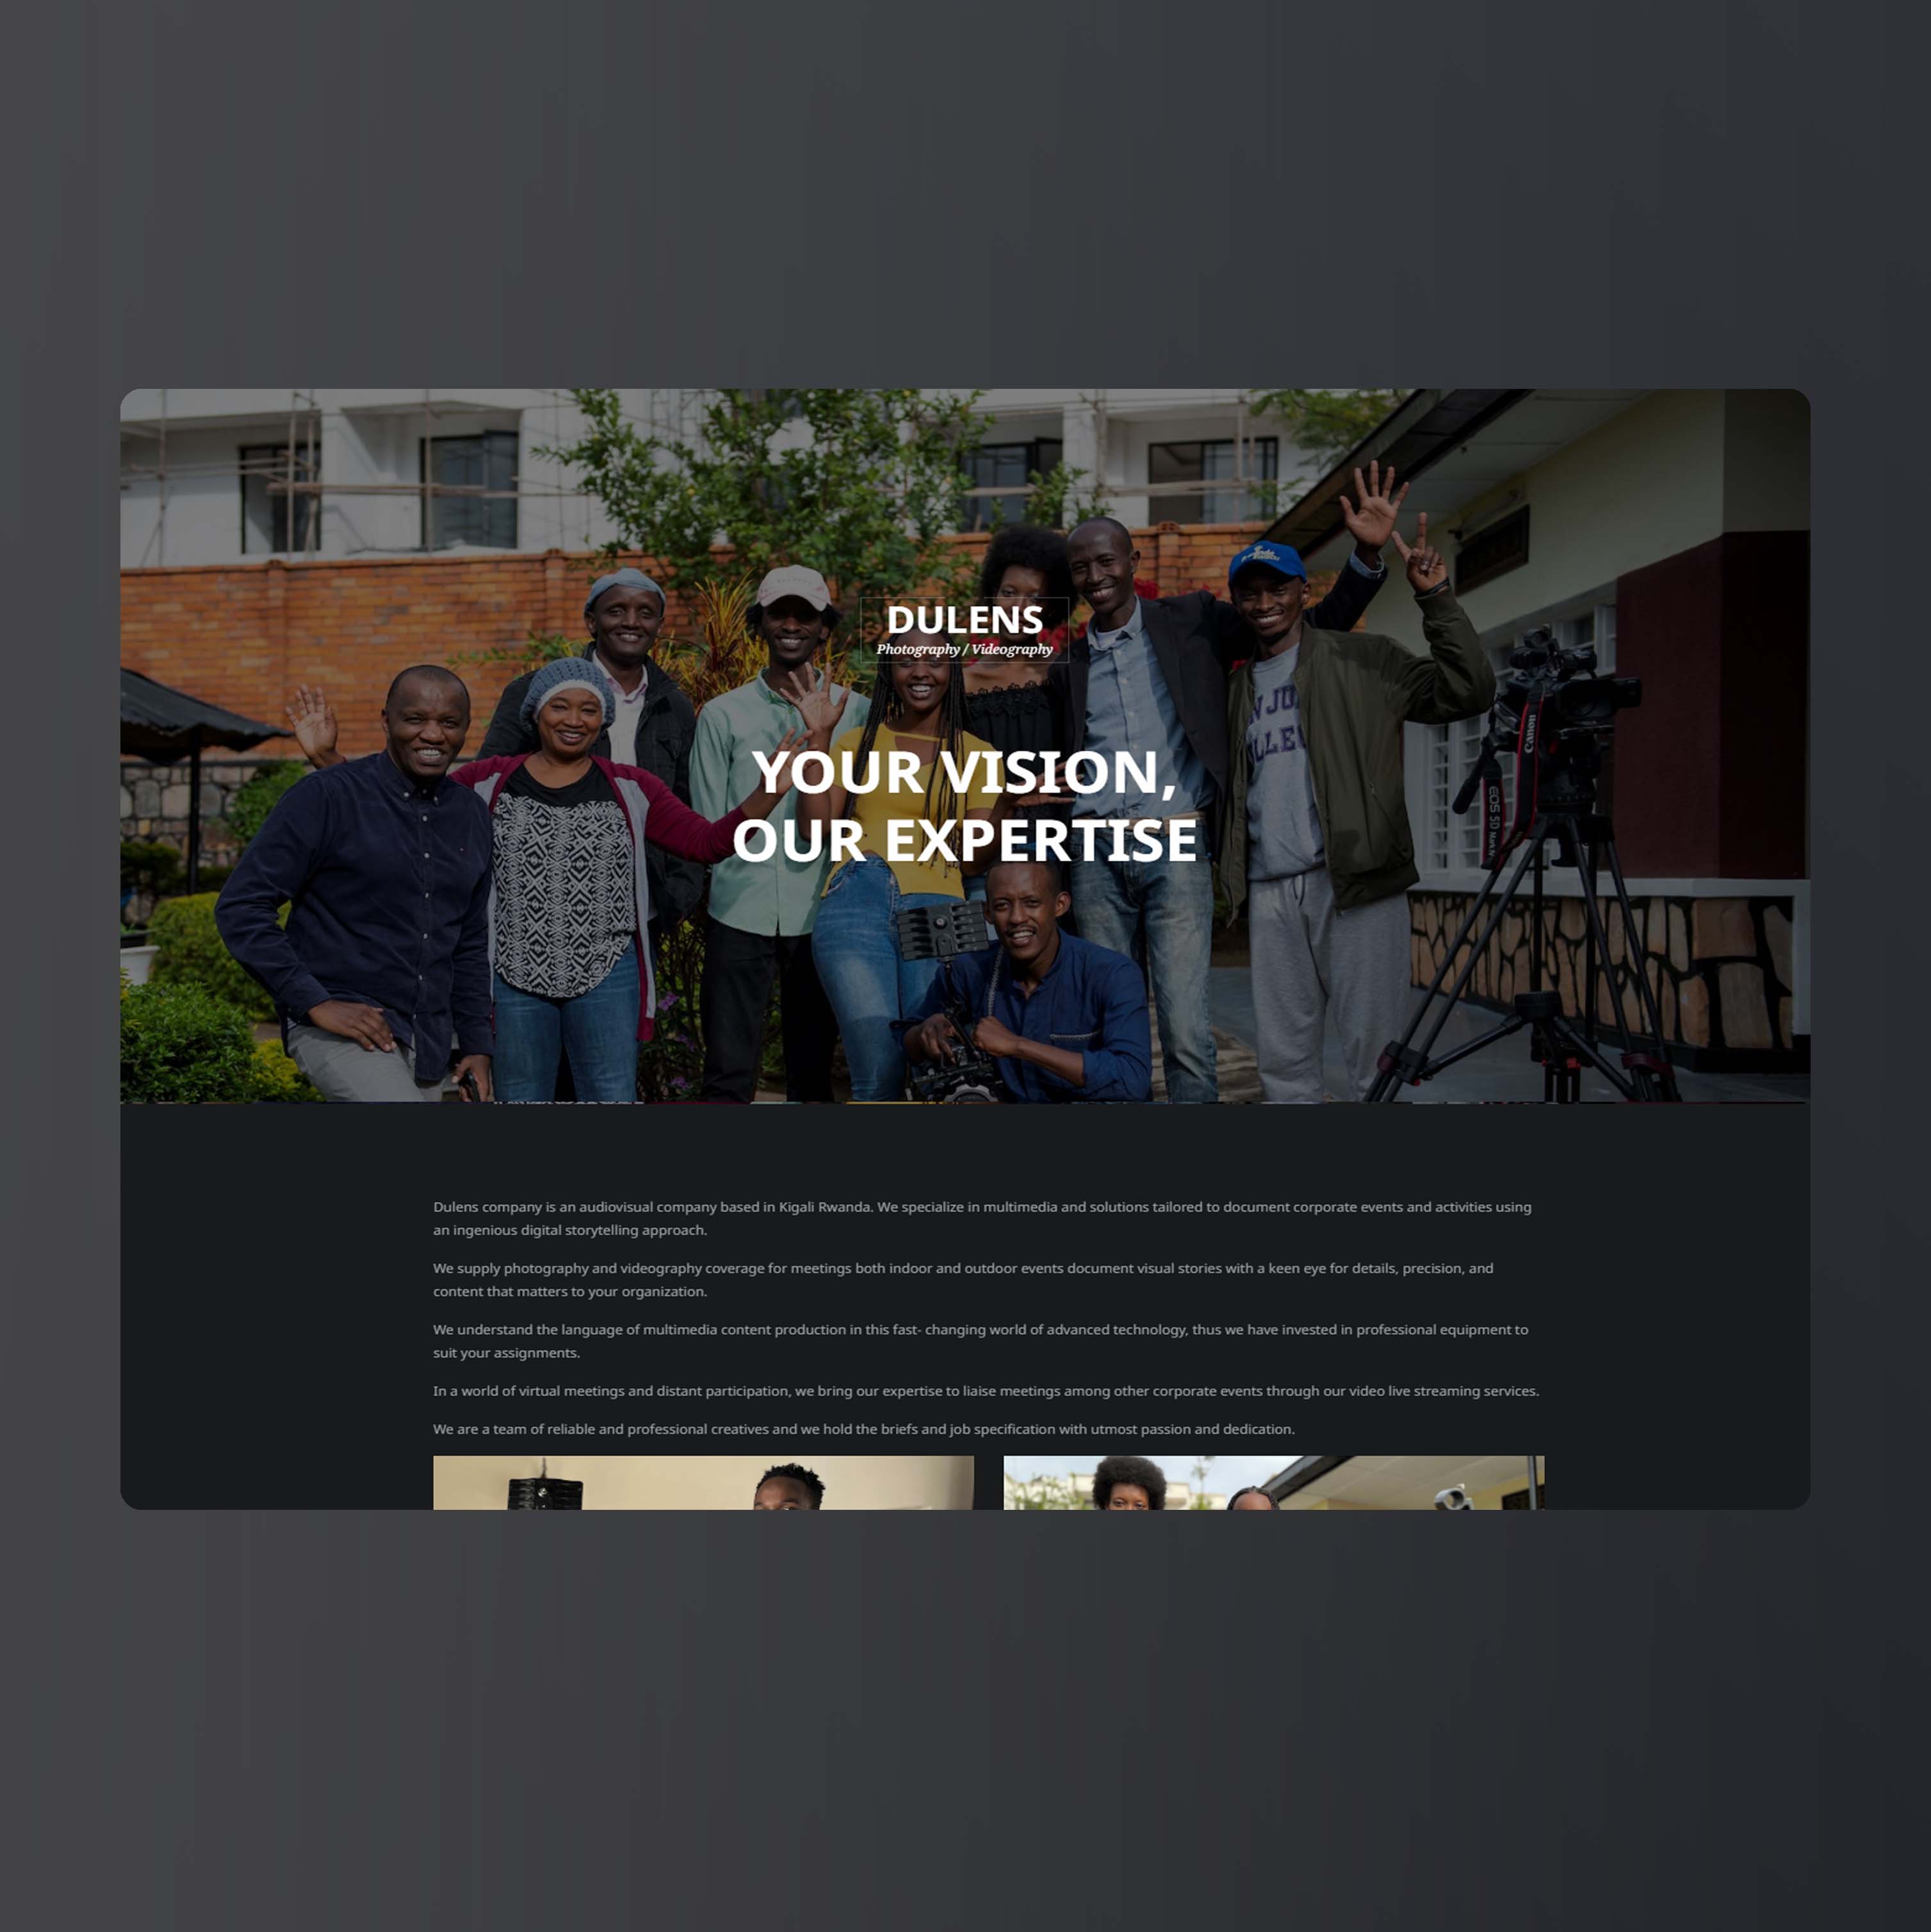 DULENS
Photography / Videography
YOUR VISION,
OUR EXPERTISE
Canon
EOS 5D
Dulens company is an audiovisual company based in Kigali Rwanda. We specialize in multimedia and solutions tailored to document corporate events and activities using
an ingenious digital storytelling approach.
We supply photography and videography coverage for meetings both indoor and outdoor events document visual stories with a keen eye for details, precision, and
content that matters to your organization.
We understand the language of multimedia content production in this fast- changing world of advanced technology, thus we have invested in professional equipment to
suit your assignments.
In a world of virtual meetings and distant participation, we bring our expertise to liaise meetings among other corporate events through our video live streaming services.
We are a team of reliable and professional creatives and we hold the briefs and job specification with utmost passion and dedication.